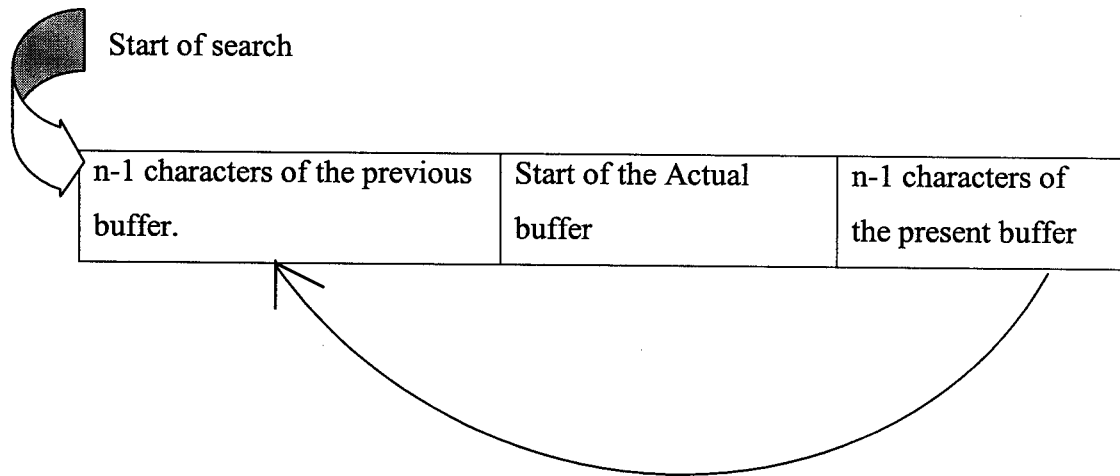 Start of search
n-1 characters of the previous
buffer.
Start of the Actual
buffer
n-1 characters of
the present buffer